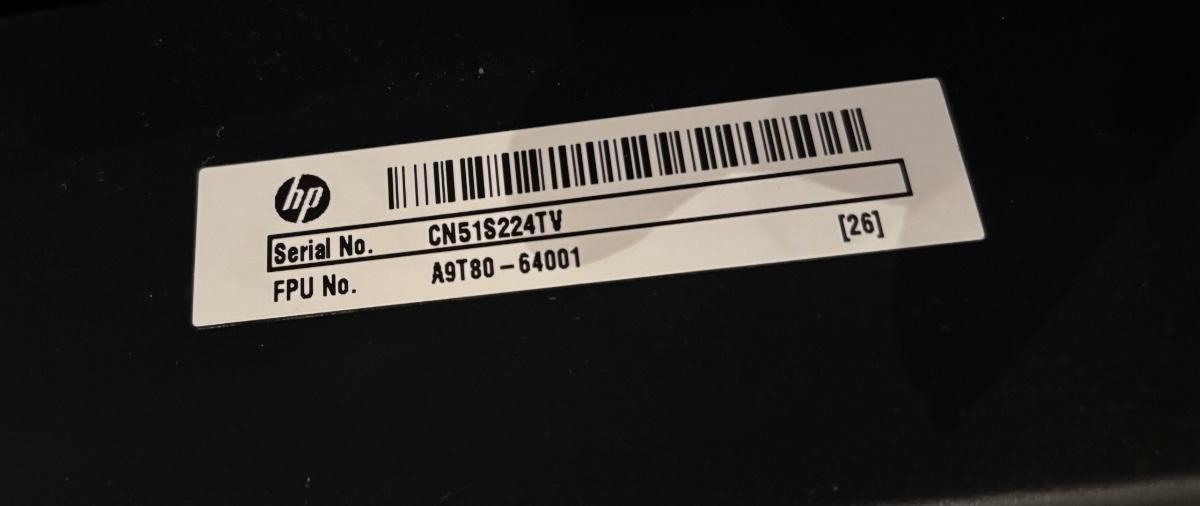 hp
Serial No. CN51S224TV
FPU No. A9T80-64001 [26]